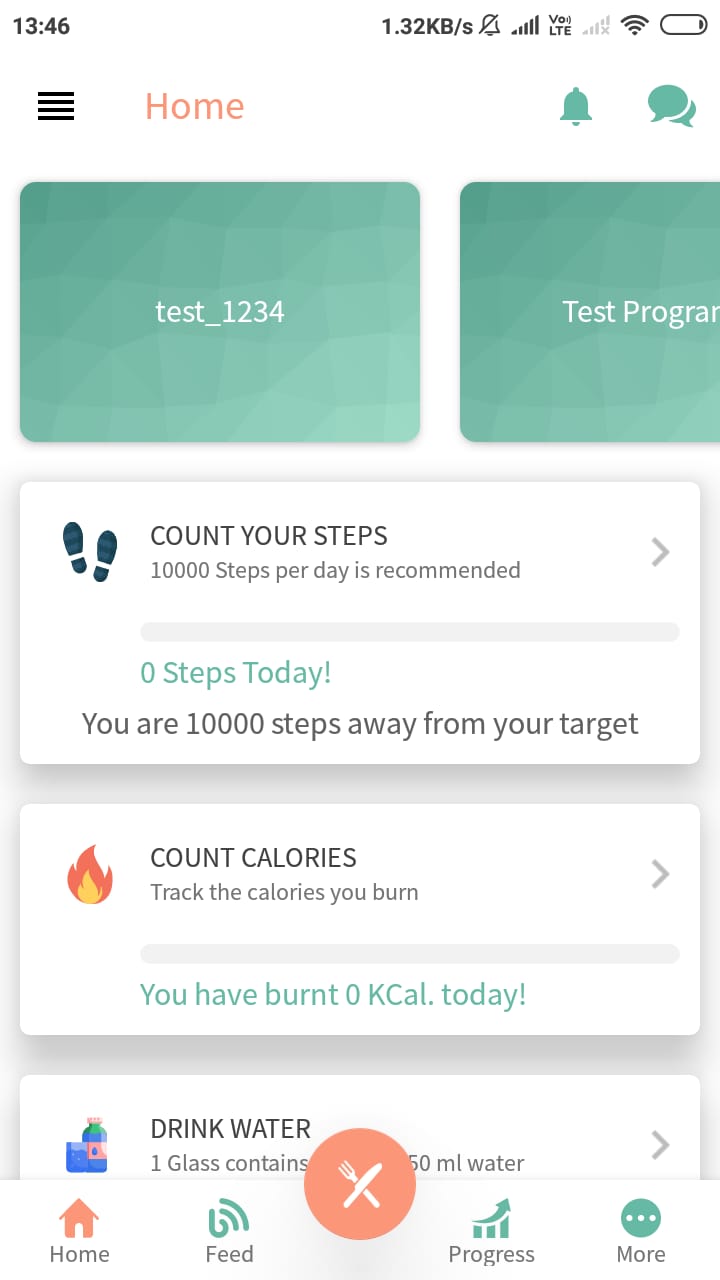 13:46 1.32KB/s Vo)) LTE
Home
test_1234 Test
COUNT YOUR STEPS
10000 Steps per day is recommended
0 Steps Today!
You are 10000 steps away from your target
COUNT CALORIES
Track the calories you burn
You have burnt 0 KCal. today!
DRINK WATER
1 Glass contains 50 ml water
Home Feed Progress More